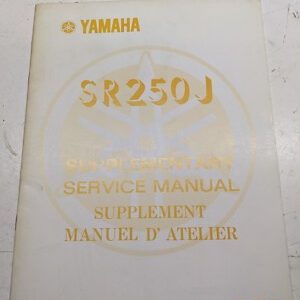 YAMAHA
SR250J
SUPPLEMENTARY
SERVICE MANUAL
SUPPLEMENT
MANUEL D' ATELIER